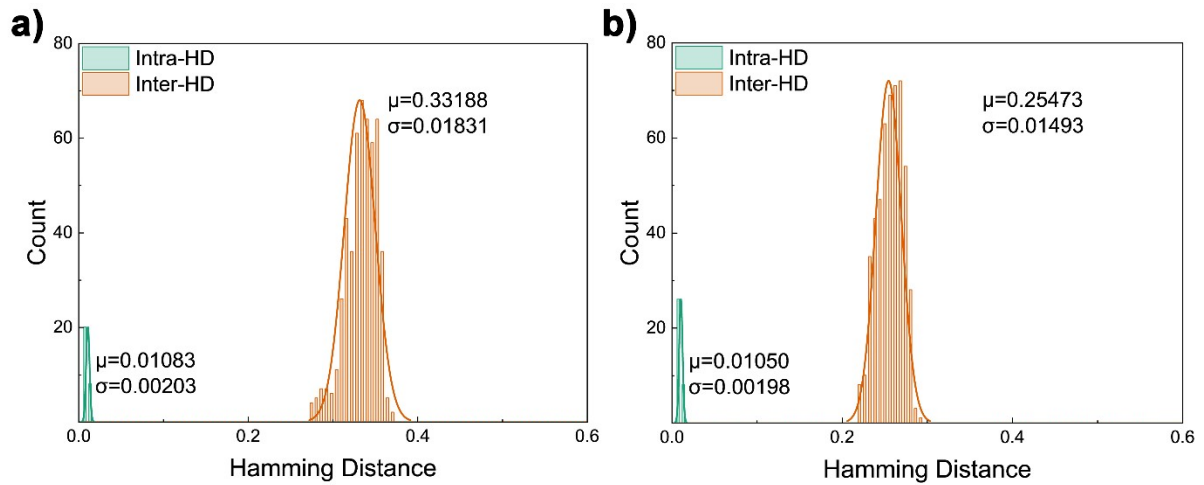 a)
80
60
40
20
Count
Intra-HD
Inter-HD
μ=0.33188
σ=0.01831
μ=0.01083
σ=0.00203
0.0
0.2
0.4
0.6
Hamming Distance
b)
80
60
40
20
Count
Intra-HD
Inter-HD
μ=0.25473
σ=0.01493
μ=0.01050
σ=0.00198
0.0
0.2
0.4
0.6
Hamming Distance